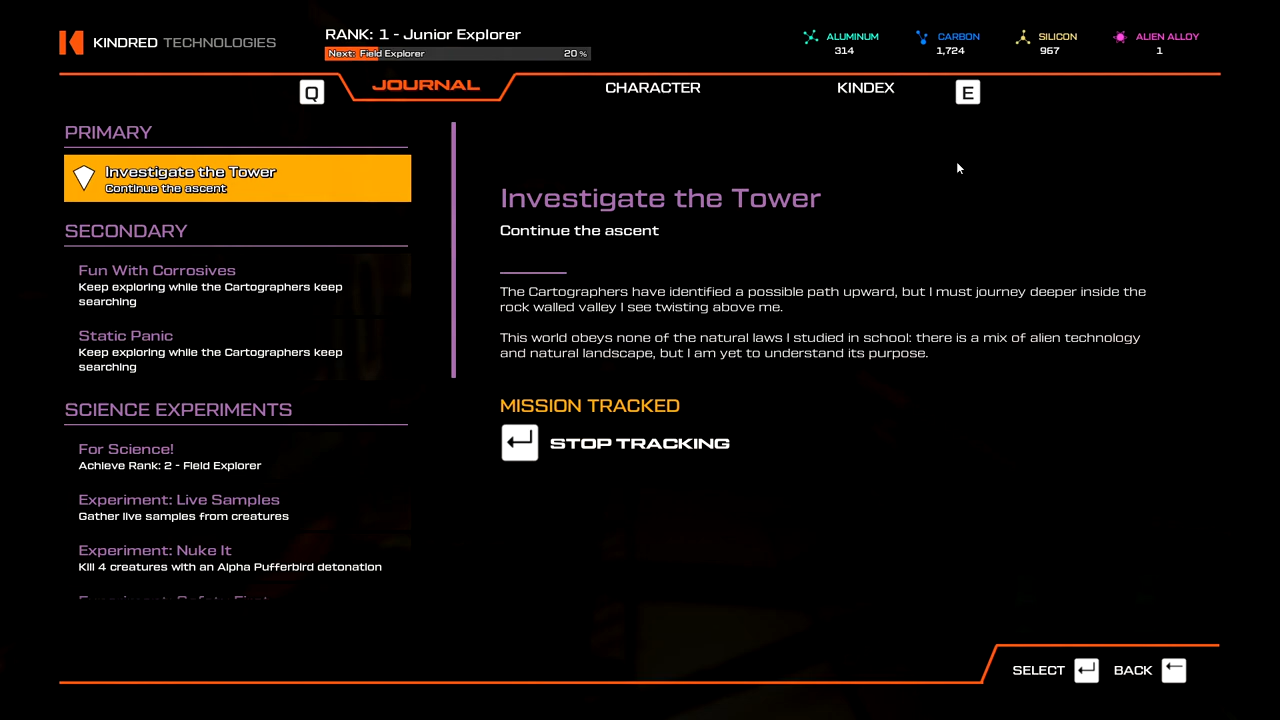 KINDRED TECHNOLOGIES
RANK: 1 - Junior Explorer
Next: Field Explorer 20 %
ALUMINUM
314
CARBON
1,724
SILICON
967
ALIEN ALLOY
1
Q
JOURNAL
CHARACTER
KINDEX
E
PRIMARY
Investigate the Tower
Continue the ascent
SECONDARY
Fun With Corrosives
Keep exploring while the Cartographers keep
searching
Static Panic
Keep exploring while the Cartographers keep
searching
SCIENCE EXPERIMENTS
For Science!
Achieve Rank: 2 - Field Explorer
Experiment: Live Samples
Gather live samples from creatures
Experiment: Nuke It
Kill 4 creatures with an Alpha Pufferbird detonation
Experiment: Safety First
Investigate the Tower
Continue the ascent
The Cartographers have identified a possible path upward, but I must journey deeper inside the
rock walled valley I see twisting above me.
This world obeys none of the natural laws I studied in school: there is a mix of alien technology
and natural landscape, but I am yet to understand its purpose.
MISSION TRACKED
STOP TRACKING
SELECT
BACK